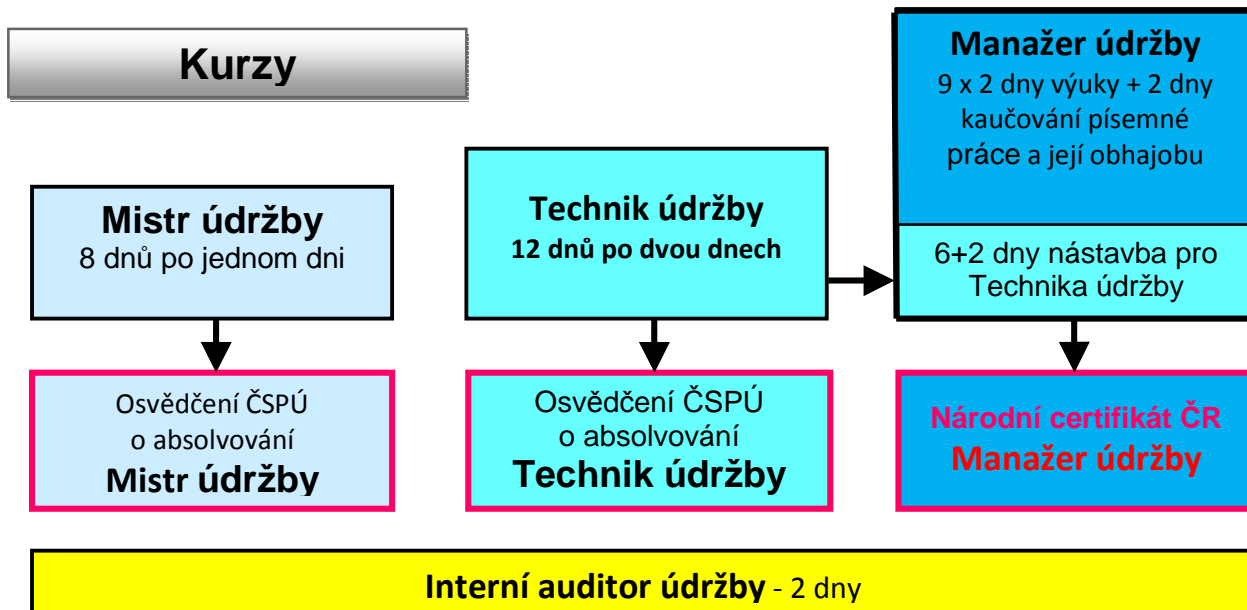 Kurzy
Mistr údržby
8 dnů po jednom dni
Technik údržby
12 dnů po dvou dnech
Manažer údržby
9 x 2 dny výuky + 2 dny
kaučování písemné
práce a její obhajobu
6+2 dny nástavba pro
Technika údržby
Osvědčení ČSPÚ
o absolvování
Mistr údržby
Osvědčení ČSPÚ
o absolvování
Technik údržby
Národní certifikát ČR
Manažer údržby
Interní auditor údržby - 2 dny